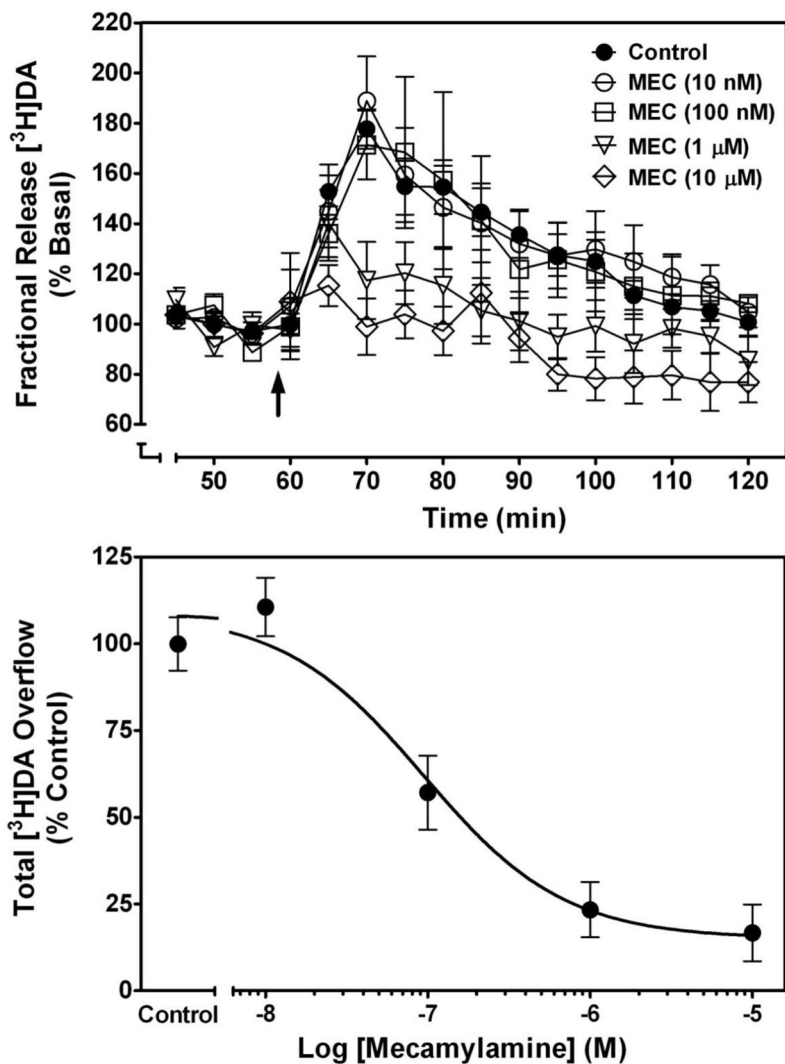 220
200
180
160
140
120
100
80
60
Fractional Release [³H]DA
(% Basal)
Control
MEC (10 nM)
MEC (100 nM)
MEC (1 μM)
MEC (10 μM)
50 60 70 80 90 100 110 120
Time (min)
125
100
75
50
25
0
Total [³H]DA Overflow
(% Control)
Control -8 -7 -6 -5
Log [Mecamylamine] (M)